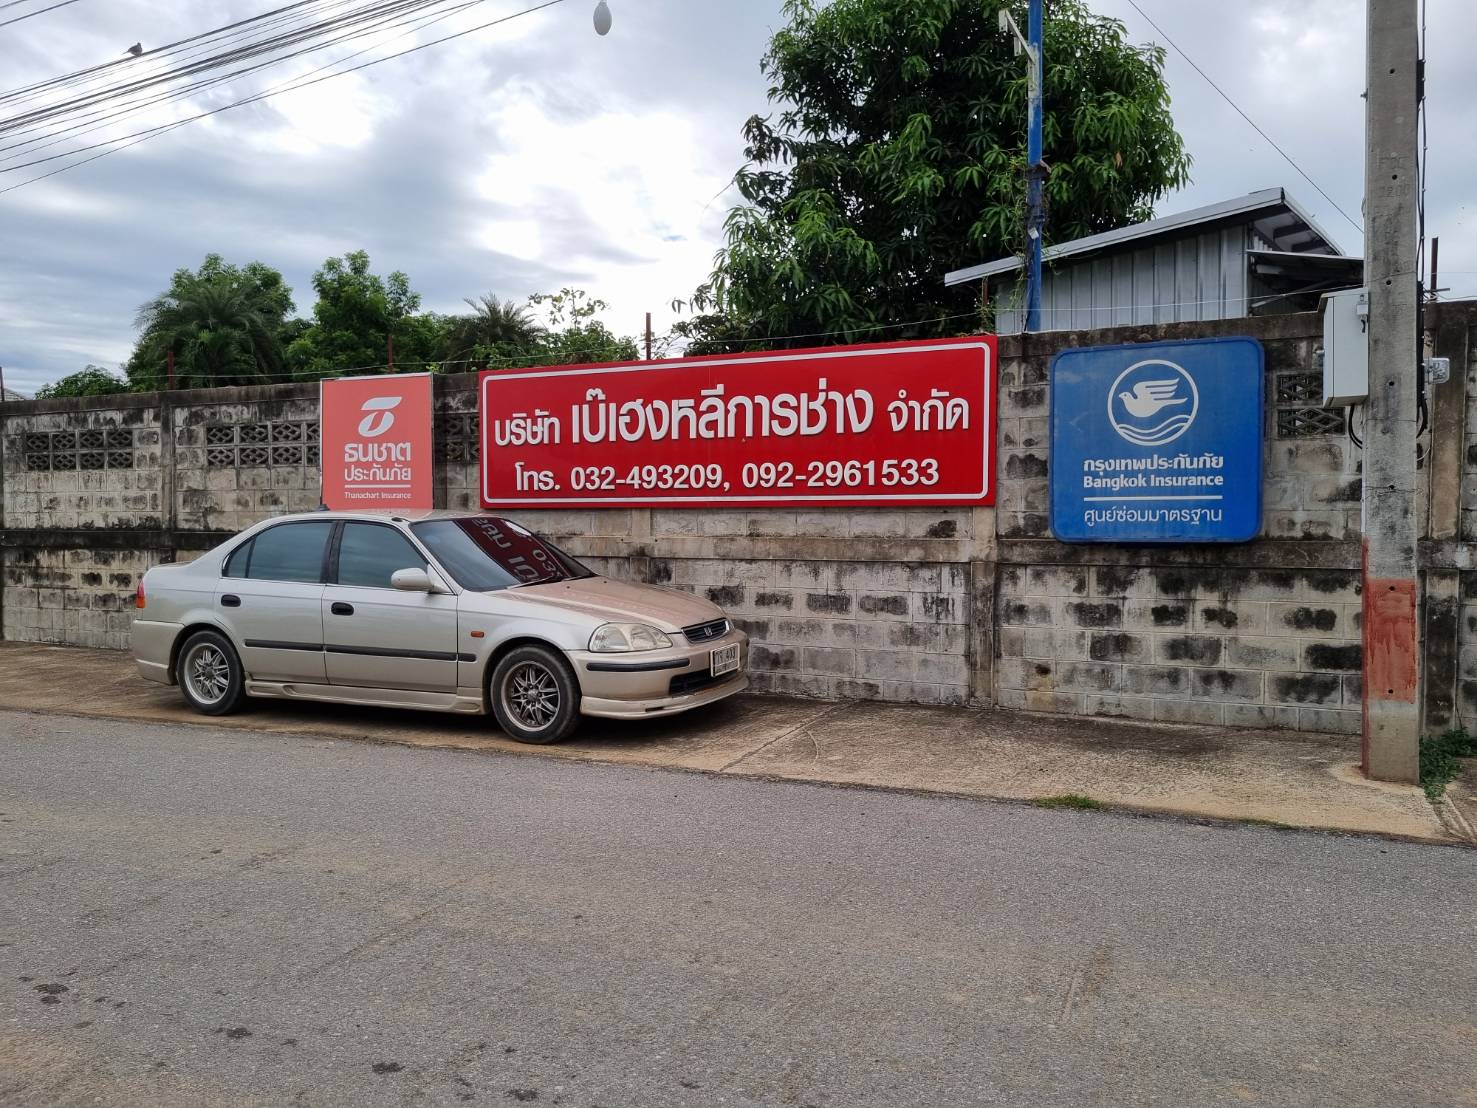 ธนชาต
ประกันภัย
Thanachart Insurance
บริษัท เบ๊เฮงหลีการช่าง จำกัด
โทร. 032-493209, 092-2961533
กรุงเทพประกันภัย
Bangkok Insurance
ศูนย์ซ่อมมาตรฐาน